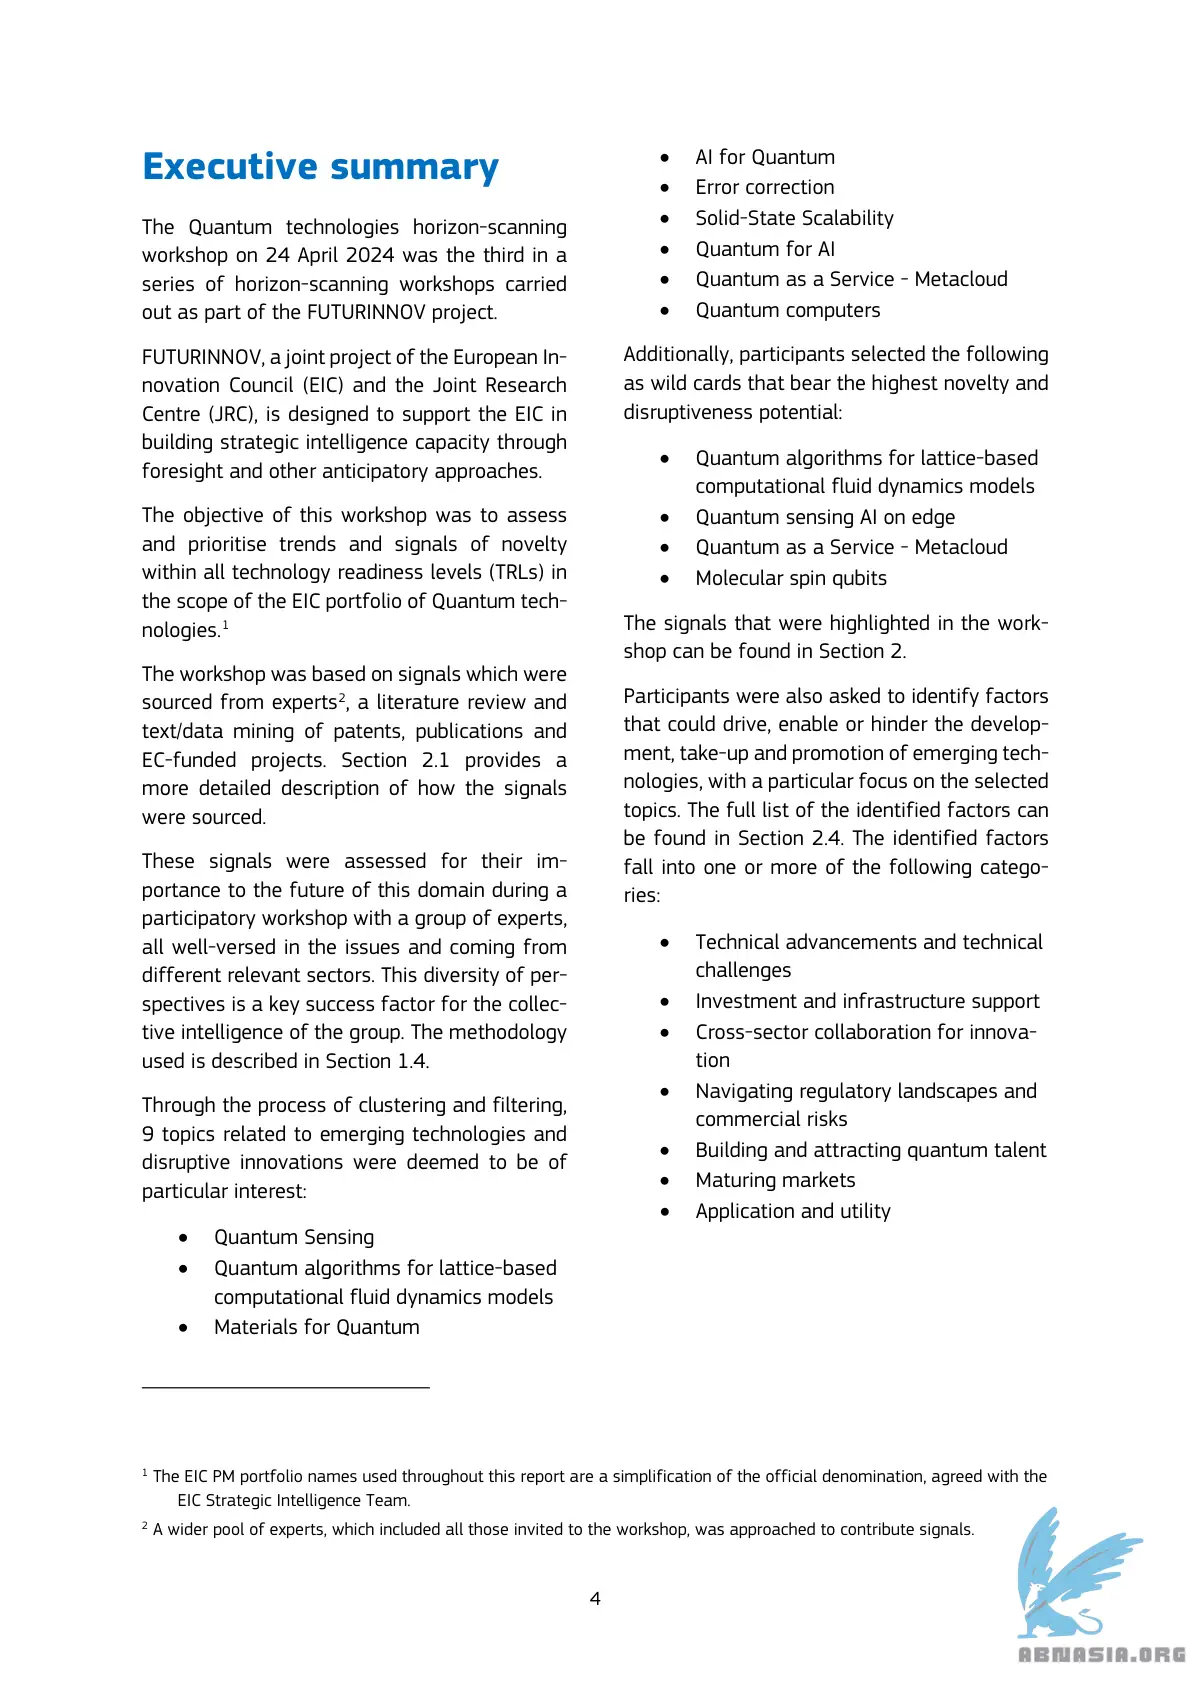 Executive summary
The Quantum technologies horizon-scanning
workshop on 24 April 2024 was the third in a
series of horizon-scanning workshops carried
out as part of the FUTURINNOV project.
FUTURINNOV, a joint project of the European In-
novation Council (EIC) and the Joint Research
Centre (JRC), is designed to support the EIC in
building strategic intelligence capacity through
foresight and other anticipatory approaches.
The objective of this workshop was to assess
and prioritise trends and signals of novelty
within all technology readiness levels (TRLs) in
the scope of the EIC portfolio of Quantum tech-
nologies.1
The workshop was based on signals which were
sourced from experts2, a literature review and
text/data mining of patents, publications and
EC-funded projects. Section 2.1 provides a
more detailed description of how the signals
were sourced.
These signals were assessed for their im-
portance to the future of this domain during a
participatory workshop with a group of experts,
all well-versed in the issues and coming from
different relevant sectors. This diversity of per-
spectives is a key success factor for the collec-
tive intelligence of the group. The methodology
used is described in Section 1.4.
Through the process of clustering and filtering,
9 topics related to emerging technologies and
disruptive innovations were deemed to be of
particular interest:
• Quantum Sensing
• Quantum algorithms for lattice-based
computational fluid dynamics models
• Materials for Quantum
• AI for Quantum
• Error correction
• Solid-State Scalability
• Quantum for AI
• Quantum as a Service - Metacloud
• Quantum computers
Additionally, participants selected the following
as wild cards that bear the highest novelty and
disruptiveness potential:
• Quantum algorithms for lattice-based
computational fluid dynamics models
• Quantum sensing AI on edge
• Quantum as a Service - Metacloud
• Molecular spin qubits
The signals that were highlighted in the work-
shop can be found in Section 2.
Participants were also asked to identify factors
that could drive, enable or hinder the develop-
ment, take-up and promotion of emerging tech-
nologies, with a particular focus on the selected
topics. The full list of the identified factors can
be found in Section 2.4. The identified factors
fall into one or more of the following catego-
ries:
• Technical advancements and technical
challenges
• Investment and infrastructure support
• Cross-sector collaboration for innova-
tion
• Navigating regulatory landscapes and
commercial risks
• Building and attracting quantum talent
• Maturing markets
• Application and utility
1 The EIC PM portfolio names used throughout this report are a simplification of the official denomination, agreed with the
EIC Strategic Intelligence Team.
2 A wider pool of experts, which included all those invited to the workshop, was approached to contribute signals.
4
ABNASIA.ORG